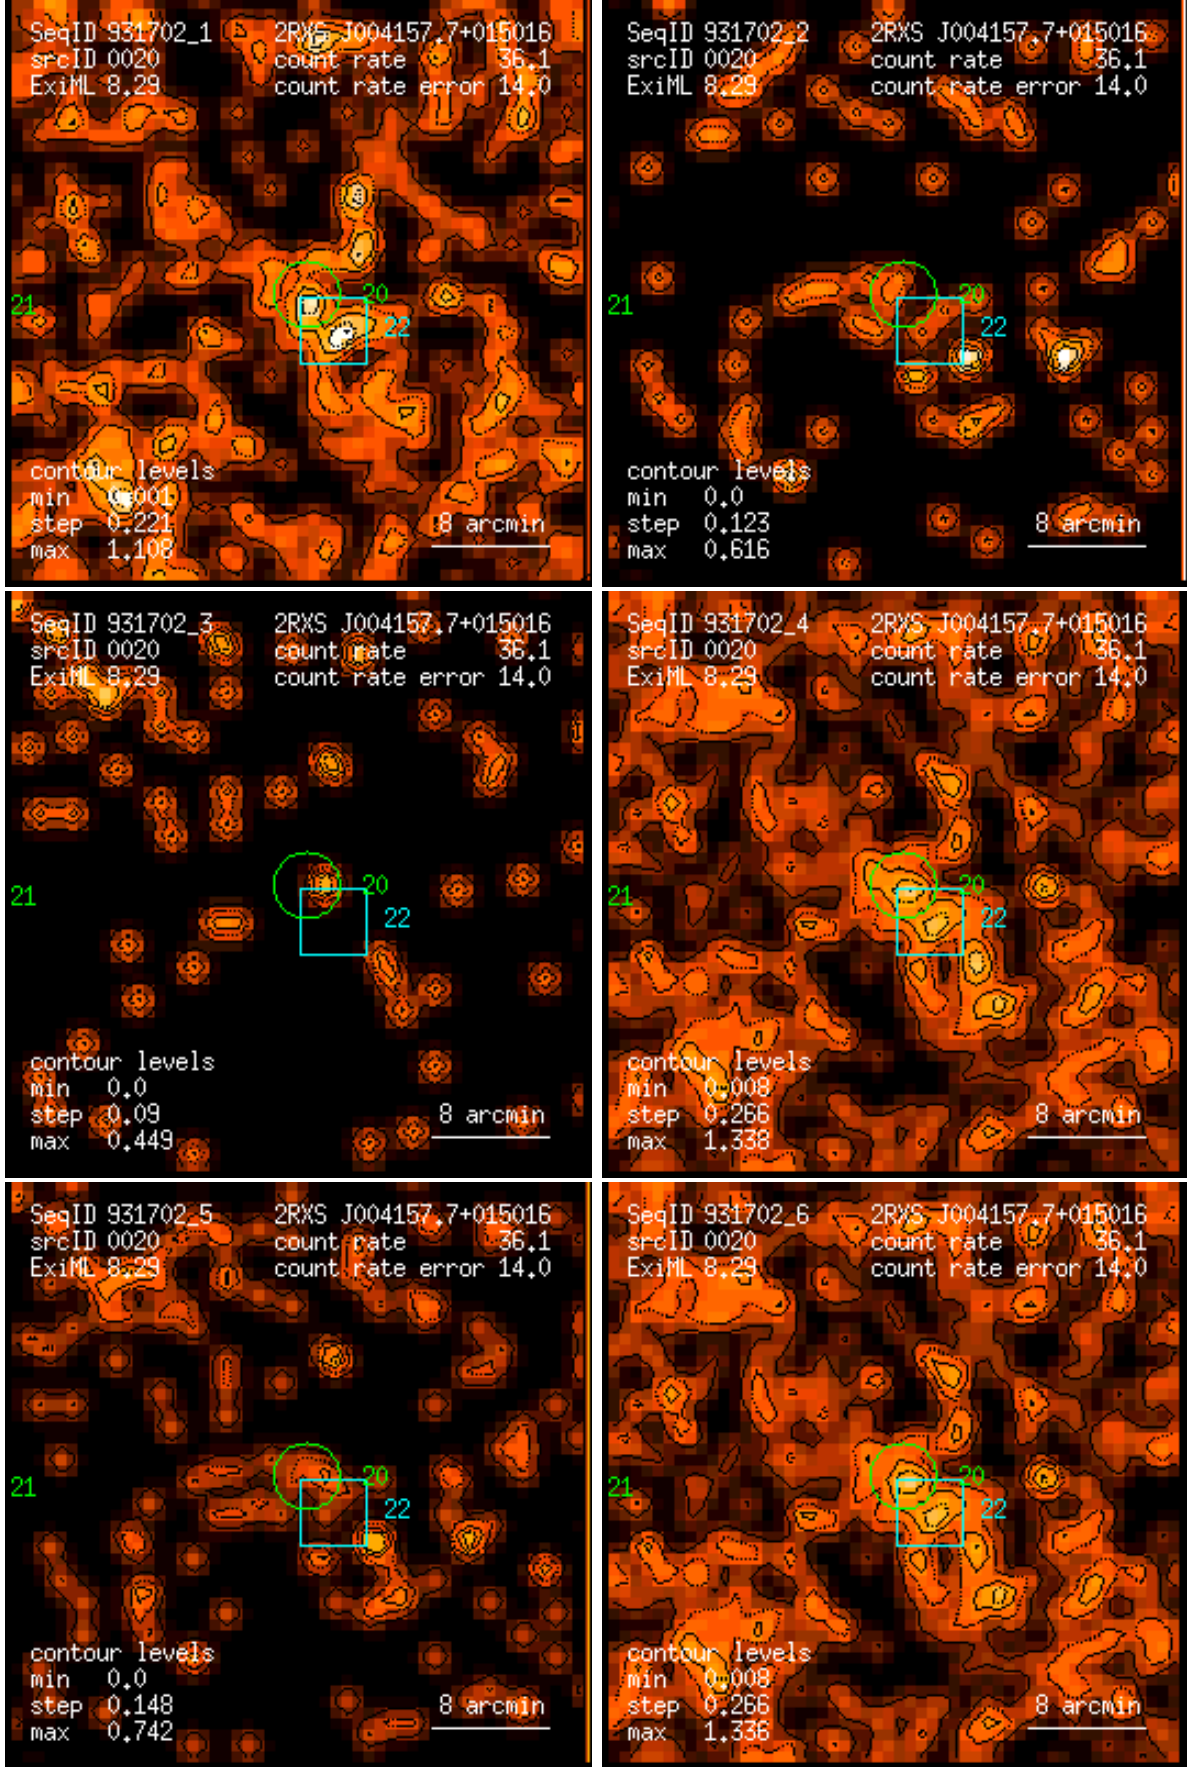 SeqID 931702_1 2RXS J004157.7+015016
srcID 0020 count rate 36.1
ExiML 8.29 count rate error 14.0
20
21
22
contour levels
min 0.001
step 0.221
max 1.108
8 arcmin
SeqID 931702_2 2RXS J004157.7+015016
srcID 0020 count rate 36.1
ExiML 8.29 count rate error 14.0
20
21
22
contour levels
min 0.0
step 0.123
max 0.616
8 arcmin
SeqID 931702_3 2RXS J004157.7+015016
srcID 0020 count rate 36.1
ExiML 8.29 count rate error 14.0
20
21
22
contour levels
min 0.0
step 0.09
max 0.449
8 arcmin
SeqID 931702_4 2RXS J004157.7+015016
srcID 0020 count rate 36.1
ExiML 8.29 count rate error 14.0
20
21
22
contour levels
min 0.008
step 0.266
max 1.338
8 arcmin
SeqID 931702_5 2RXS J004157.7+015016
srcID 0020 count rate 36.1
ExiML 8.29 count rate error 14.0
20
21
22
contour levels
min 0.0
step 0.148
max 0.742
8 arcmin
SeqID 931702_6 2RXS J004157.7+015016
srcID 0020 count rate 36.1
ExiML 8.29 count rate error 14.0
20
21
22
contour levels
min 0.008
step 0.266
max 1.336
8 arcmin